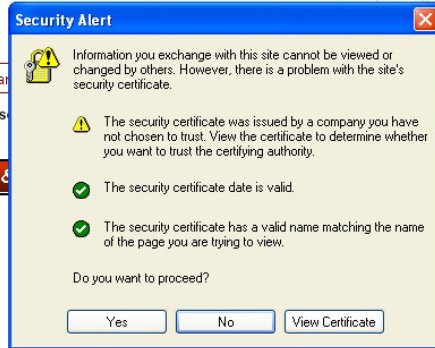 Security Alert
Information you exchange with this site cannot be viewed or
changed by others. However, there is a problem with the site's
security certificate.
The security certificate was issued by a company you have
not chosen to trust. View the certificate to determine whether
you want to trust the certifying authority.
The security certificate date is valid.
The security certificate has a valid name matching the name
of the page you are trying to view.
Do you want to proceed?
Yes No View Certificate